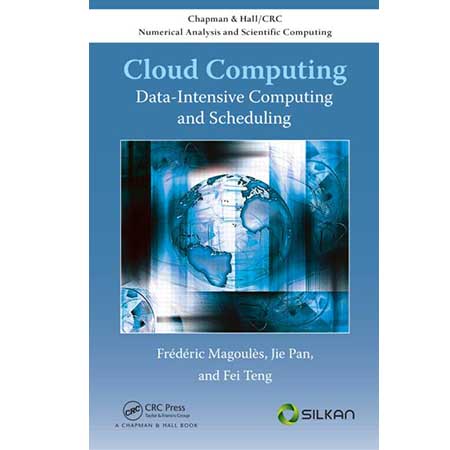 Chapman & Hall/CRC
Numerical Analysis and Scientific Computing
Cloud Computing
Data-Intensive Computing
and Scheduling
Frédéric Magoulès, Jie Pan,
and Fei Teng
CRC
CRC Press
Taylor & Francis Group
A CHAPMAN & HALL BOOK
SILKAN